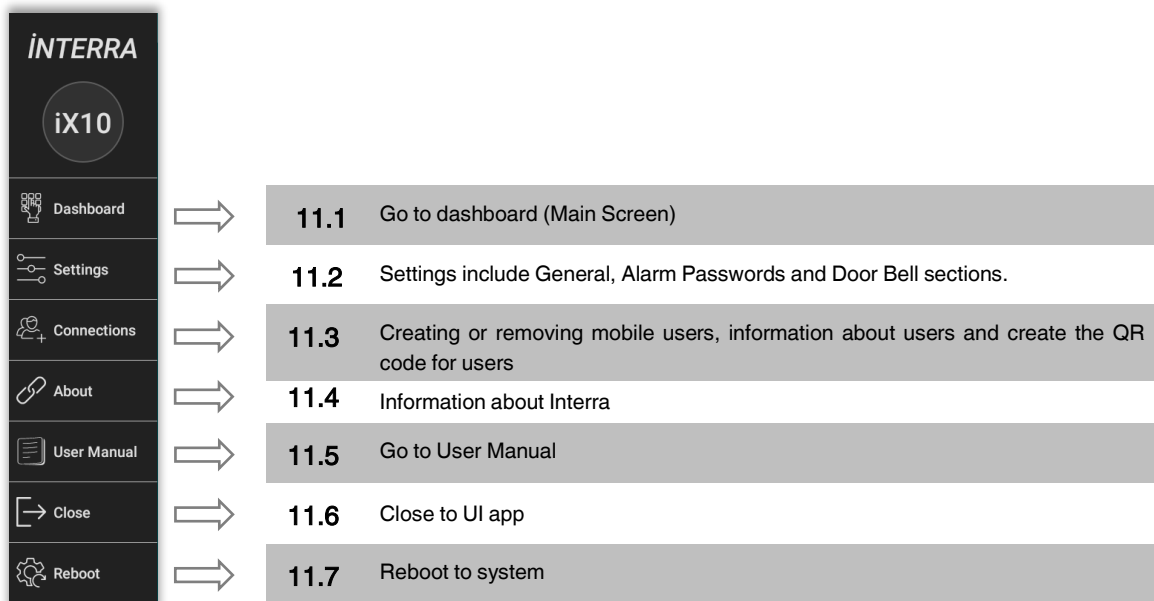 İNTERRA
iX10
Dashboard
11.1 Go to dashboard (Main Screen)
Settings
11.2 Settings include General, Alarm Passwords and Door Bell sections.
Connections
11.3 Creating or removing mobile users, information about users and create the QR
code for users
About
11.4 Information about Interra
User Manual
11.5 Go to User Manual
Close
11.6 Close to UI app
Reboot
11.7 Reboot to system